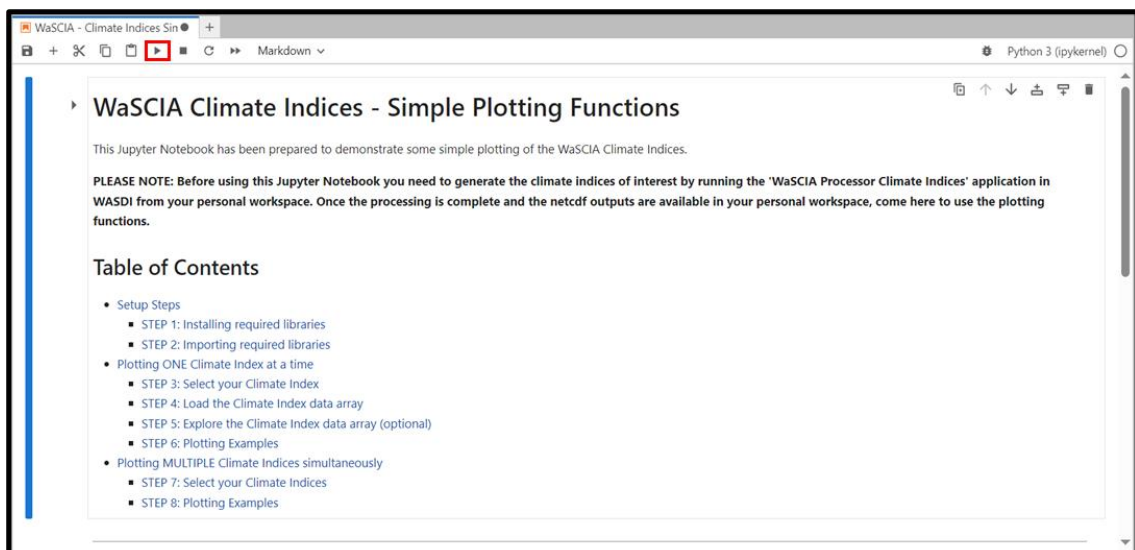 WaSCIA - Climate Indices Sin
Markdown
Python 3 (ipykernel)
WaSCIA Climate Indices - Simple Plotting Functions
This Jupyter Notebook has been prepared to demonstrate some simple plotting of the WaSCIA Climate Indices.
PLEASE NOTE: Before using this Jupyter Notebook you need to generate the climate indices of interest by running the 'WaSCIA Processor Climate Indices' application in
WASDI from your personal workspace. Once the processing is complete and the netcdf outputs are available in your personal workspace, come here to use the plotting
functions.
Table of Contents
• Setup Steps
▪ STEP 1: Installing required libraries
▪ STEP 2: Importing required libraries
• Plotting ONE Climate Index at a time
▪ STEP 3: Select your Climate Index
▪ STEP 4: Load the Climate Index data array
▪ STEP 5: Explore the Climate Index data array (optional)
▪ STEP 6: Plotting Examples
• Plotting MULTIPLE Climate Indices simultaneously
▪ STEP 7: Select your Climate Indices
▪ STEP 8: Plotting Examples